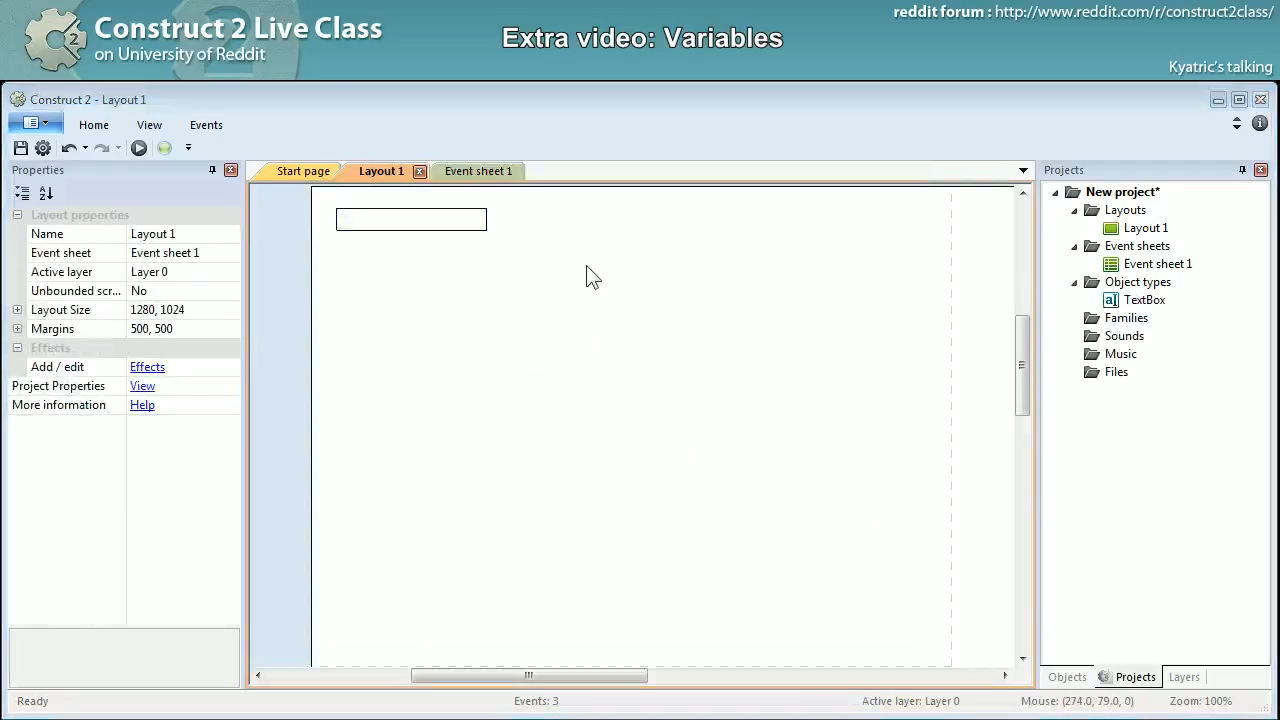 Construct 2 Live Class
on University of Reddit
Extra video: Variables
reddit forum : http://www.reddit.com/r/construct2class/
Kyatric's talking
Construct 2 - Layout 1
Home View Events
Properties
Start page Layout 1 Event sheet 1
Projects
Layout properties
Name Layout 1
Event sheet Event sheet 1
Active layer Layer 0
Unbounded scr... No
Layout Size 1280, 1024
Margins 500, 500
Effects
Add / edit Effects
Project Properties View
More information Help
New project*
Layouts
Layout 1
Event sheets
Event sheet 1
Object types
TextBox
Families
Sounds
Music
Files
Objects Projects Layers
Ready Events: 3 Active layer: Layer 0 Mouse: (274.0, 79.0, 0) Zoom: 100%